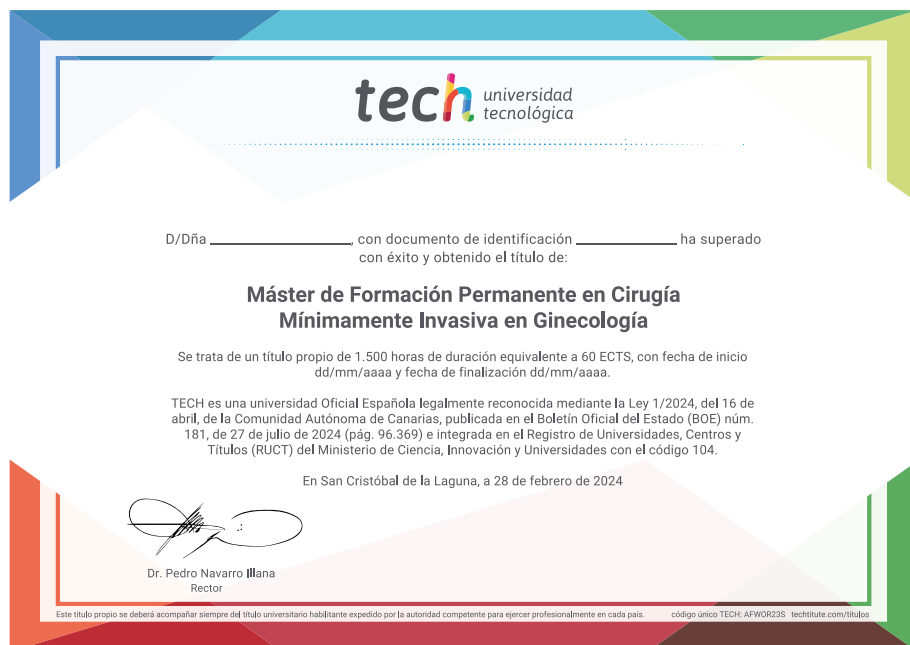 tech universidad
tecnológica
D/Dña ____________, con documento de identificación ____________ ha superado
con éxito y obtenido el título de:
Máster de Formación Permanente en Cirugía
Mínimamente Invasiva en Ginecología
Se trata de un título propio de 1.500 horas de duración equivalente a 60 ECTS, con fecha de inicio
dd/mm/aaaa y fecha de finalización dd/mm/aaaa.
TECH es una universidad Oficial Española legalmente reconocida mediante la Ley 1/2024, del 16 de
abril, de la Comunidad Autónoma de Canarias, publicada en el Boletín Oficial del Estado (BOE) núm.
181, de 27 de julio de 2024 (pág. 96.369) e integrada en el Registro de Universidades, Centros y
Títulos (RUCT) del Ministerio de Ciencia, Innovación y Universidades con el código 104.
En San Cristóbal de la Laguna, a 28 de febrero de 2024
Dr. Pedro Navarro Illana
Rector
Este título propio se deberá acompañar siempre del título universitario habilitante expedido por la autoridad competente para ejercer profesionalmente en cada país. código único TECH: AFWOR23S techtitute.com/titulos